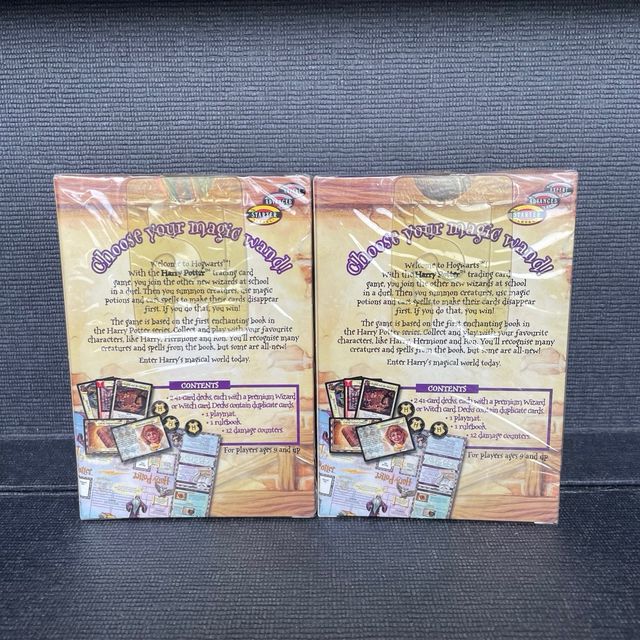 EXPERT
ADVANCED
STARTER
Choose your magic wand!
Welcome to Hogwarts™!
With the Harry Potter™ trading card
game, you join the other new wizards at school
in a duel. Then you summon creatures, use magic
potions and cast spells to make their cards disappear
first. If you do that, you win!
The game is based on the first enchanting book in
the Harry Potter series. Collect and play with your favourite
characters, like Harry, Hermione and Ron. You'll recognise many
creatures and spells from the book, but some are all-new!
Enter Harry's magical world today.
CONTENTS
• 2 41-card decks, each with a premium Wizard
or Witch card. Decks contain duplicate cards.
• 1 playmat.
• 1 rulebook.
• 12 damage counters.
For players ages 9 and up
Harry Potter
EXPERT
ADVANCED
STARTER
Choose your magic wand!
Welcome to Hogwarts™!
With the Harry Potter™ trading card
game, you join the other new wizards at school
in a duel. Then you summon creatures, use magic
potions and cast spells to make their cards disappear
first. If you do that, you win!
The game is based on the first enchanting book in
the Harry Potter series. Collect and play with your favourite
characters, like Harry, Hermione and Ron. You'll recognise many
creatures and spells from the book, but some are all-new!
Enter Harry's magical world today.
CONTENTS
• 2 41-card decks, each with a premium Wizard
or Witch card. Decks contain duplicate cards.
• 1 playmat.
• 1 rulebook.
• 12 damage counters.
For players ages 9 and up
Harry Potter